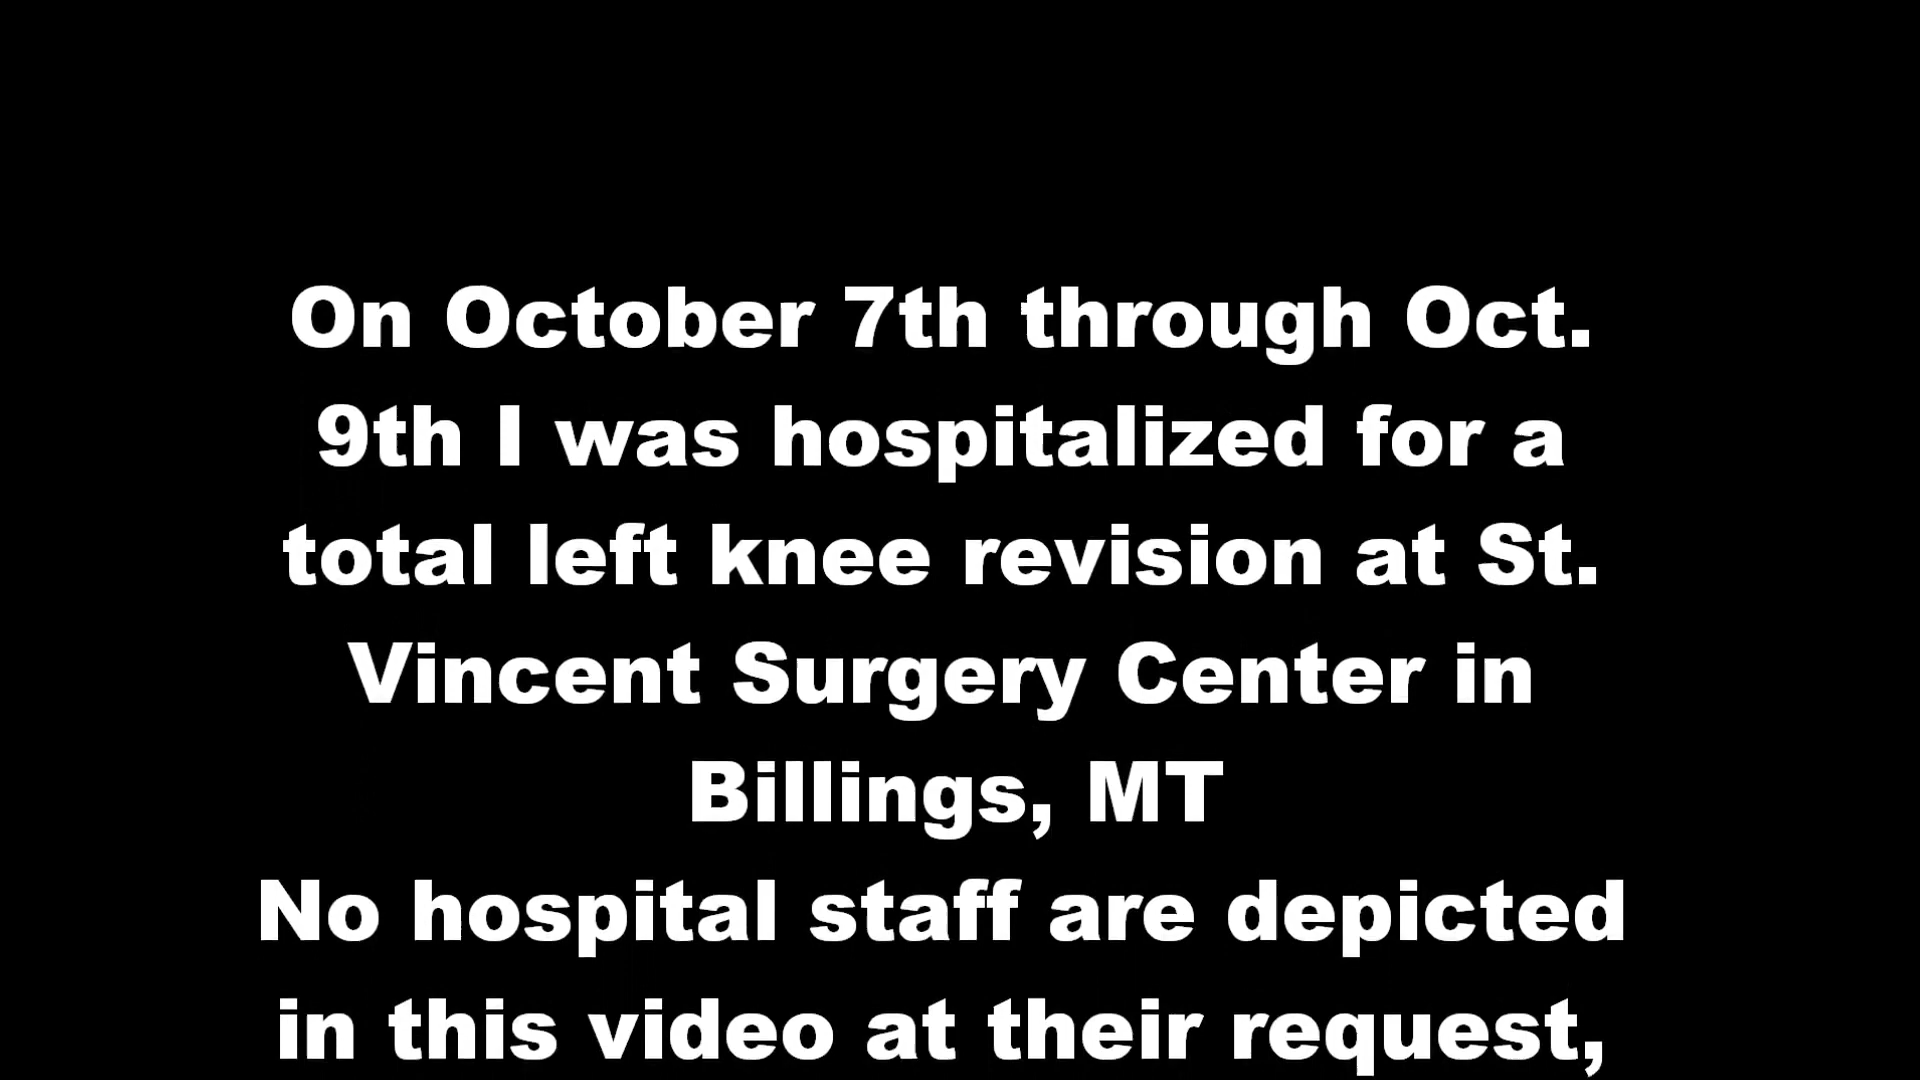 On October 7th through Oct.
9th I was hospitalized for a
total left knee revision at St.
Vincent Surgery Center in
Billings, MT
No hospital staff are depicted
in this video at their request,